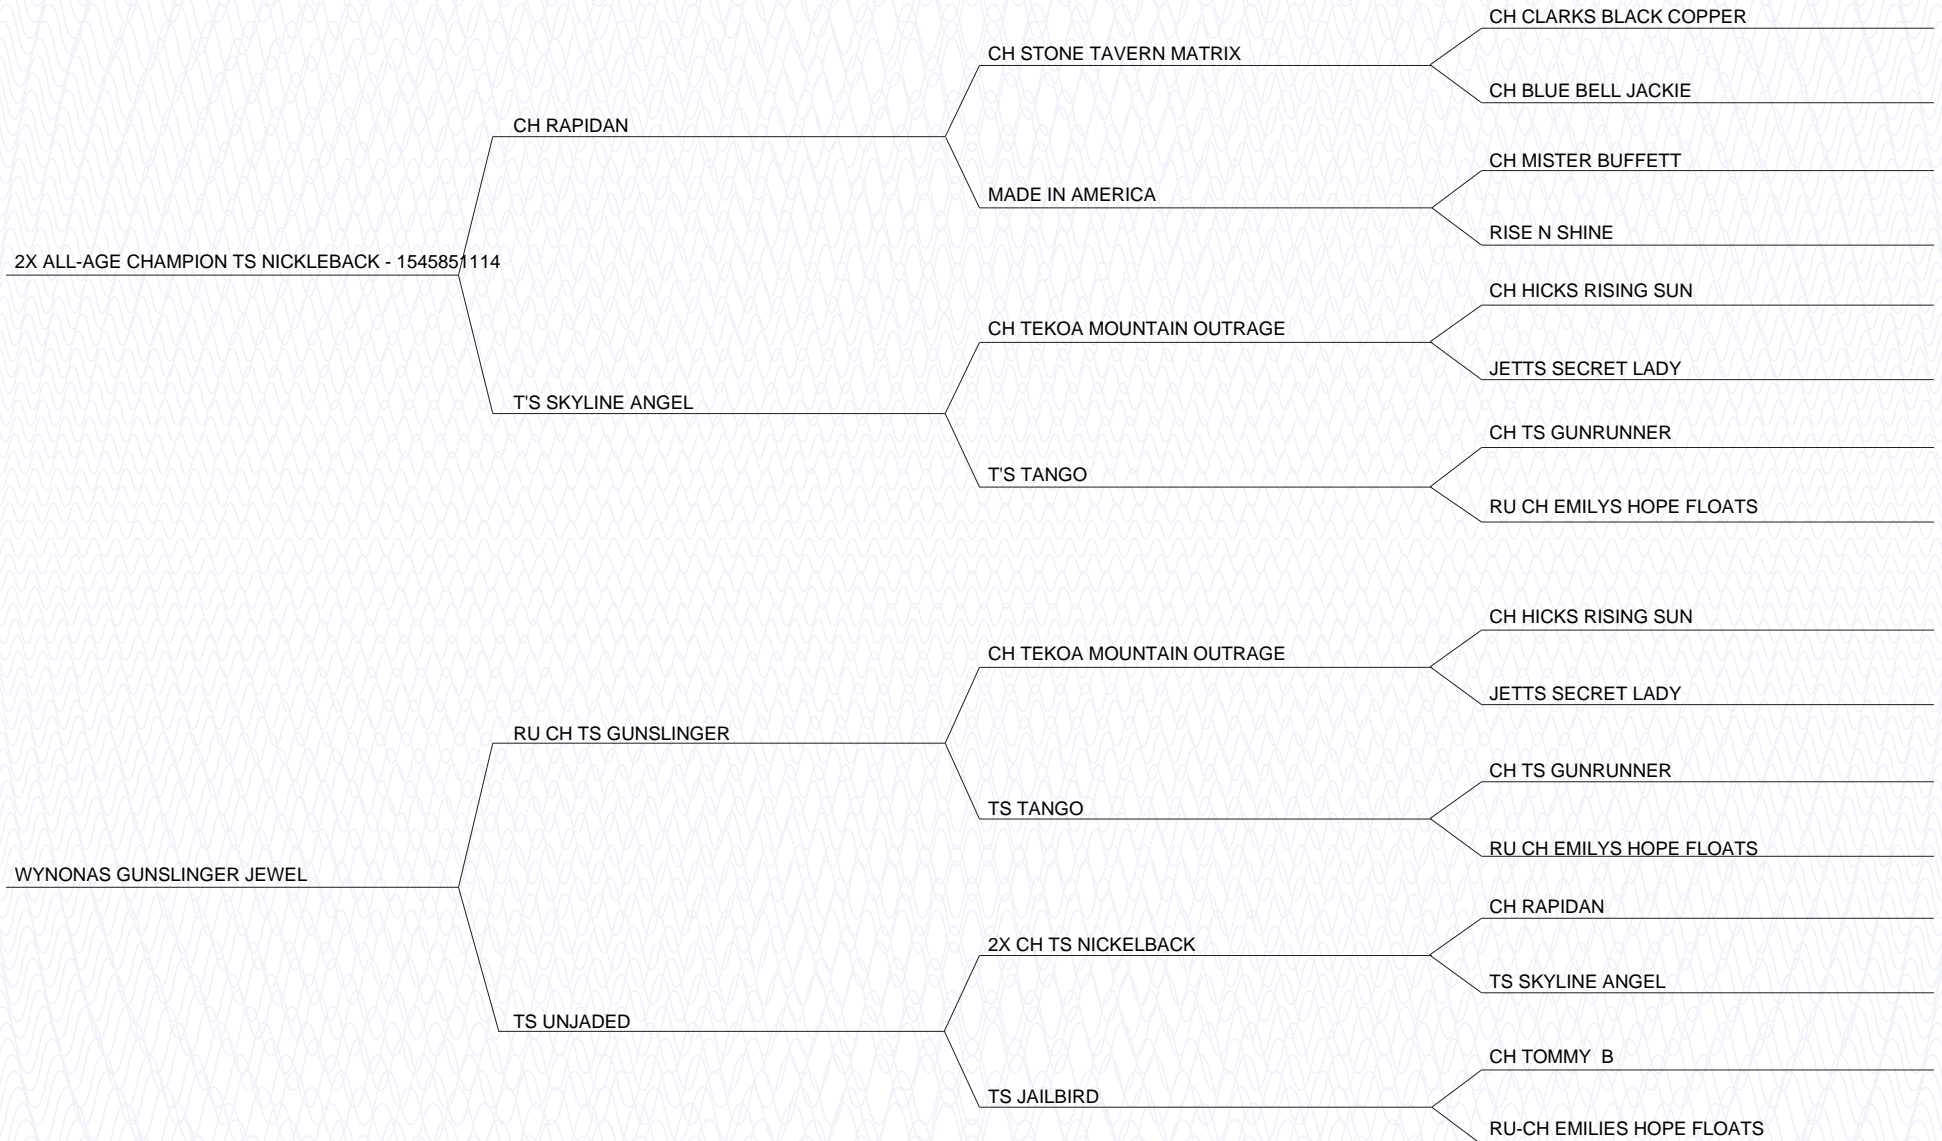 CH CLARKS BLACK COPPER
CH STONE TAVERN MATRIX
CH BLUE BELL JACKIE
CH RAPIDAN
CH MISTER BUFFETT
MADE IN AMERICA
RISE N SHINE
2X ALL-AGE CHAMPION TS NICKLEBACK - 1545851114
CH HICKS RISING SUN
CH TEKOA MOUNTAIN OUTRAGE
JETTS SECRET LADY
T'S SKYLINE ANGEL
CH TS GUNRUNNER
T'S TANGO
RU CH EMILYS HOPE FLOATS
CH HICKS RISING SUN
CH TEKOA MOUNTAIN OUTRAGE
JETTS SECRET LADY
RU CH TS GUNSLINGER
CH TS GUNRUNNER
TS TANGO
RU CH EMILYS HOPE FLOATS
WYNONAS GUNSLINGER JEWEL
CH RAPIDAN
2X CH TS NICKELBACK
TS SKYLINE ANGEL
TS UNJADED
CH TOMMY  B
TS JAILBIRD
RU-CH EMILIES HOPE FLOATS